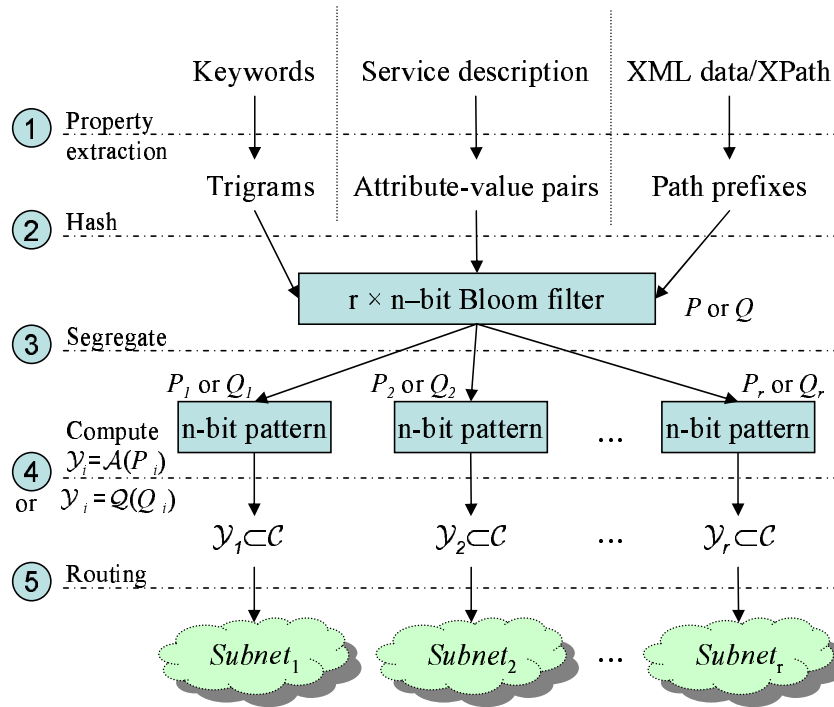 Keywords
Service description
XML data/XPath
1
Property
extraction
Trigrams
Attribute-value pairs
Path prefixes
2
Hash
r × n–bit Bloom filter
P or Q
3
Segregate
P₁ or Q₁
P₂ or Q₂
Pᵣ or Qᵣ
n-bit pattern
n-bit pattern
...
n-bit pattern
4
Compute
𝒴ᵢ=𝒜(Pᵢ)
or 𝒴ᵢ=𝒬(Qᵢ)
𝒴₁⊂𝒞
𝒴₂⊂𝒞
...
𝒴ᵣ⊂𝒞
5
Routing
Subnet₁
Subnet₂
...
Subnetᵣ